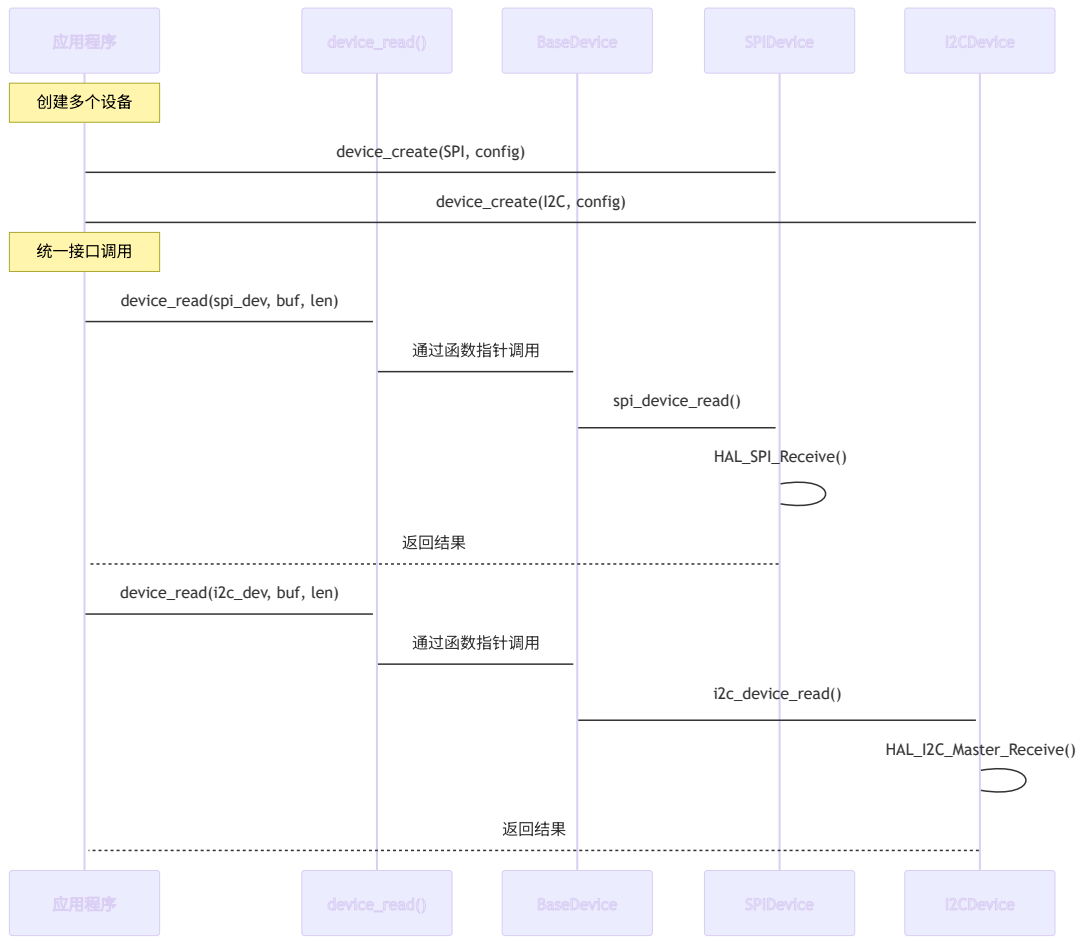 应用程序
device_read()
BaseDevice
SPIDevice
I2CDevice
创建多个设备
device_create(SPI, config)
device_create(I2C, config)
统一接口调用
device_read(spi_dev, buf, len)
通过函数指针调用
spi_device_read()
HAL_SPI_Receive()
返回结果
device_read(i2c_dev, buf, len)
通过函数指针调用
i2c_device_read()
HAL_I2C_Master_Receive()
返回结果
应用程序
device_read()
BaseDevice
SPIDevice
I2CDevice